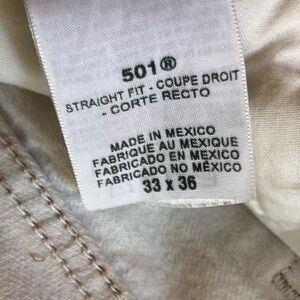 501®
STRAIGHT FIT - COUPE DROIT
- CORTE RECTO
MADE IN MEXICO
FABRIQUE AU MEXIQUE
FABRICADO EN MEXICO
FABRICADO NO MÉXICO
33 x 36